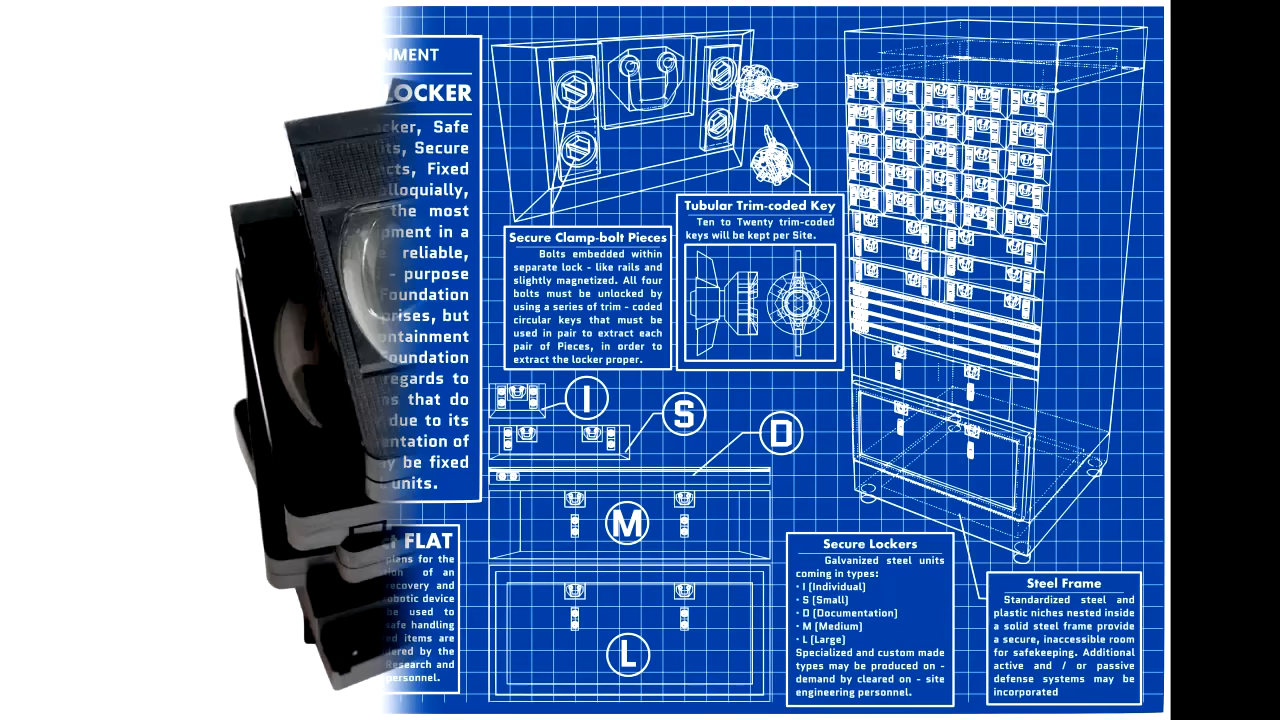 NMENT
OCKER
cker, Safe
its, Secure
cts, Fixed
lloquially,
the most
pment in a
reliable,
- purpose
Foundation
rises, but
ntainment
Foundation
regards to
s that do
due to its
entation of
y be fixed
units.
FLAT
plans for the
tion of an
recovery and
obotic device
be used to
safe handling
ed items are
dered by the
Research and
personnel.
Secure Clamp-bolt Pieces
Bolts embedded within
separate lock - like rails and
slightly magnetized. All four
bolts must be unlocked by
using a series of trim - coded
circular keys that must be
used in pair to extract each
pair of Pieces, in order to
extract the locker proper.
Tubular Trim-coded Key
Ten to Twenty trim-coded
keys will be kept per Site.
I
S
D
M
L
Secure Lockers
Galvanized steel units
coming in types:
· I [Individual]
· S [Small]
· D [Documentation]
· M [Medium]
· L [Large]
Specialized and custom made
types may be produced on -
demand by cleared on - site
engineering personnel.
Steel Frame
Standardized steel and
plastic niches nested inside
a solid steel frame provide
a secure, inaccessible room
for safekeeping. Additional
active and / or passive
defense systems may be
incorporated